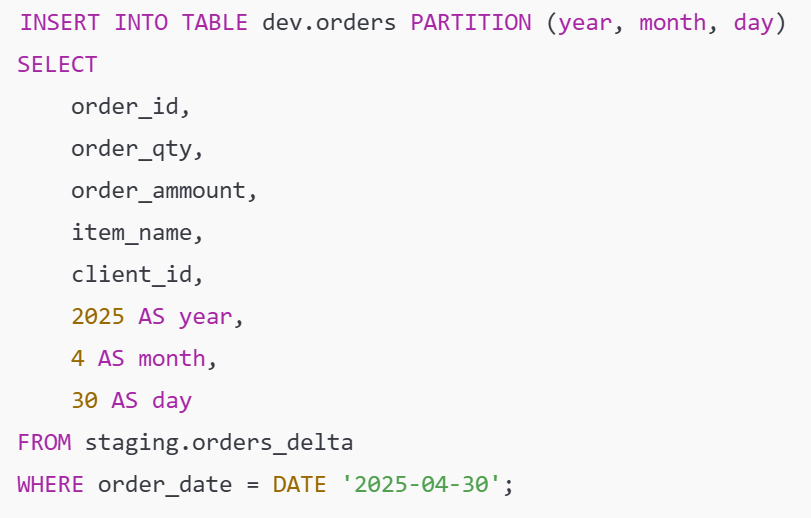 INSERT INTO TABLE dev.orders PARTITION (year, month, day)
SELECT
    order_id,
    order_qty,
    order_ammount,
    item_name,
    client_id,
    2025 AS year,
    4 AS month,
    30 AS day
FROM staging.orders_delta
WHERE order_date = DATE '2025-04-30';